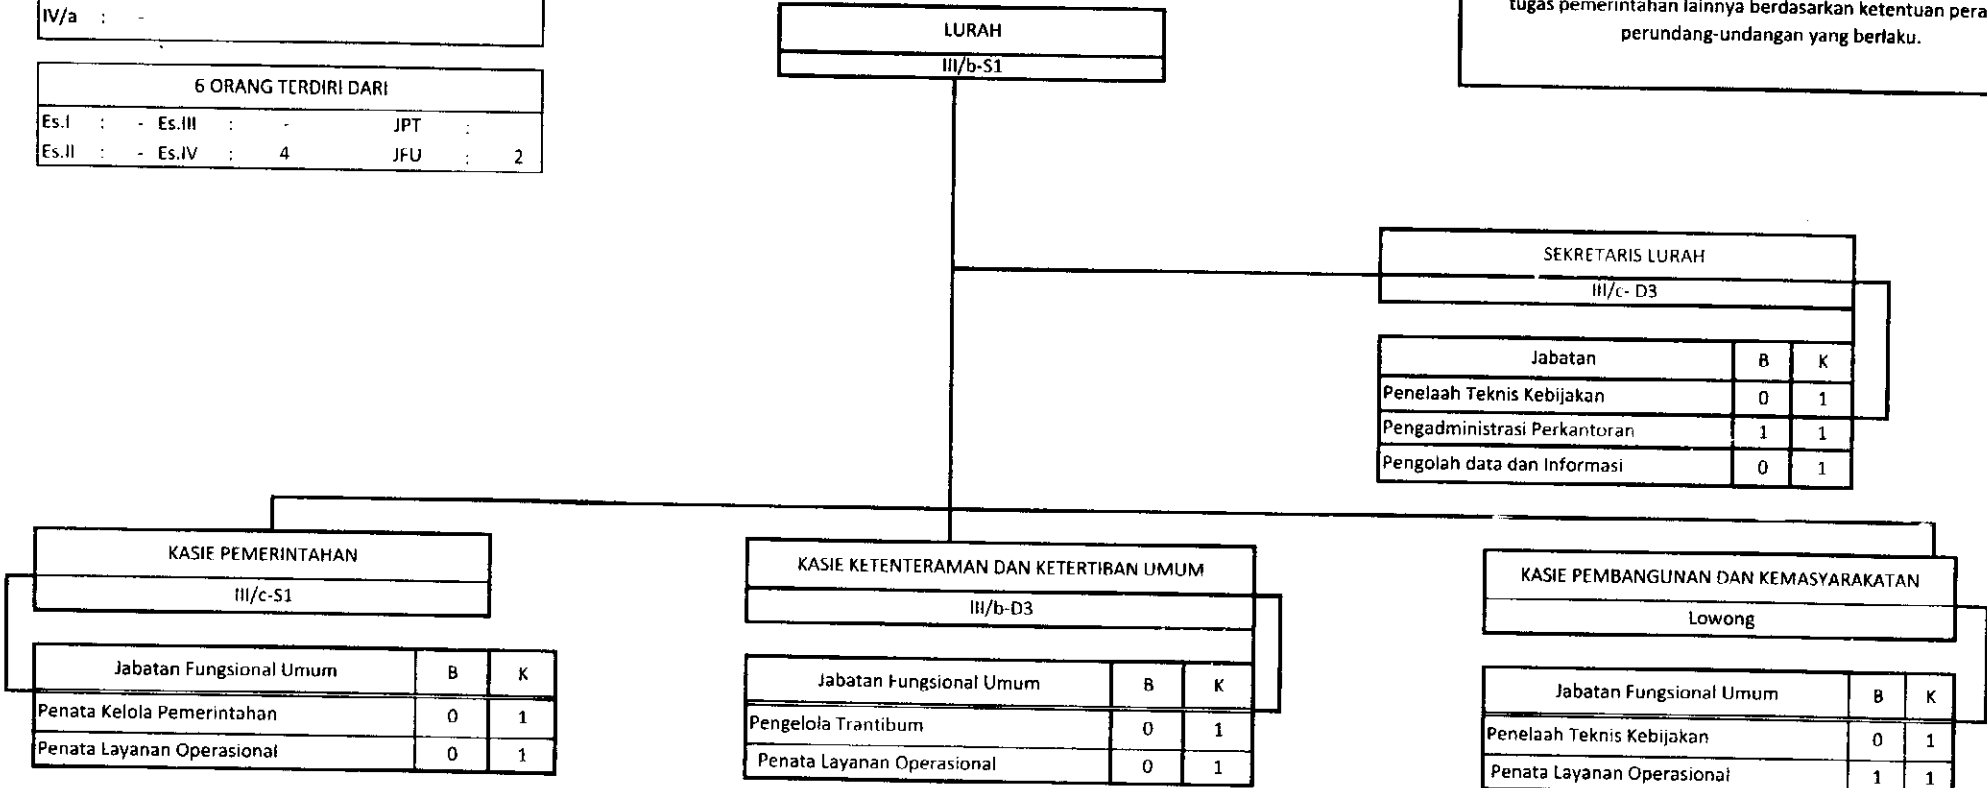 IV/a : -
tugas pemerintahan lainnya berdasarkan ketentuan pera
perundang-undangan yang berlaku.
LURAH
III/b-S1
6 ORANG TERDIRI DARI
Es.I : - Es.III : - JPT :
Es.II : - Es.IV : 4 JFU : 2
SEKRETARIS LURAH
III/c- D3
Jabatan B K
Penelaah Teknis Kebijakan 0 1
Pengadministrasi Perkantoran 1 1
Pengolah data dan Informasi 0 1
KASIE PEMERINTAHAN
III/c-S1
Jabatan Fungsional Umum B K
Penata Kelola Pemerintahan 0 1
Penata Layanan Operasional 0 1
KASIE KETENTERAMAN DAN KETERTIBAN UMUM
III/b-D3
Jabatan Fungsional Umum B K
Pengelola Trantibum 0 1
Penata Layanan Operasional 0 1
KASIE PEMBANGUNAN DAN KEMASYARAKATAN
Lowong
Jabatan Fungsional Umum B K
Penelaah Teknis Kebijakan 0 1
Penata Layanan Operasional 1 1